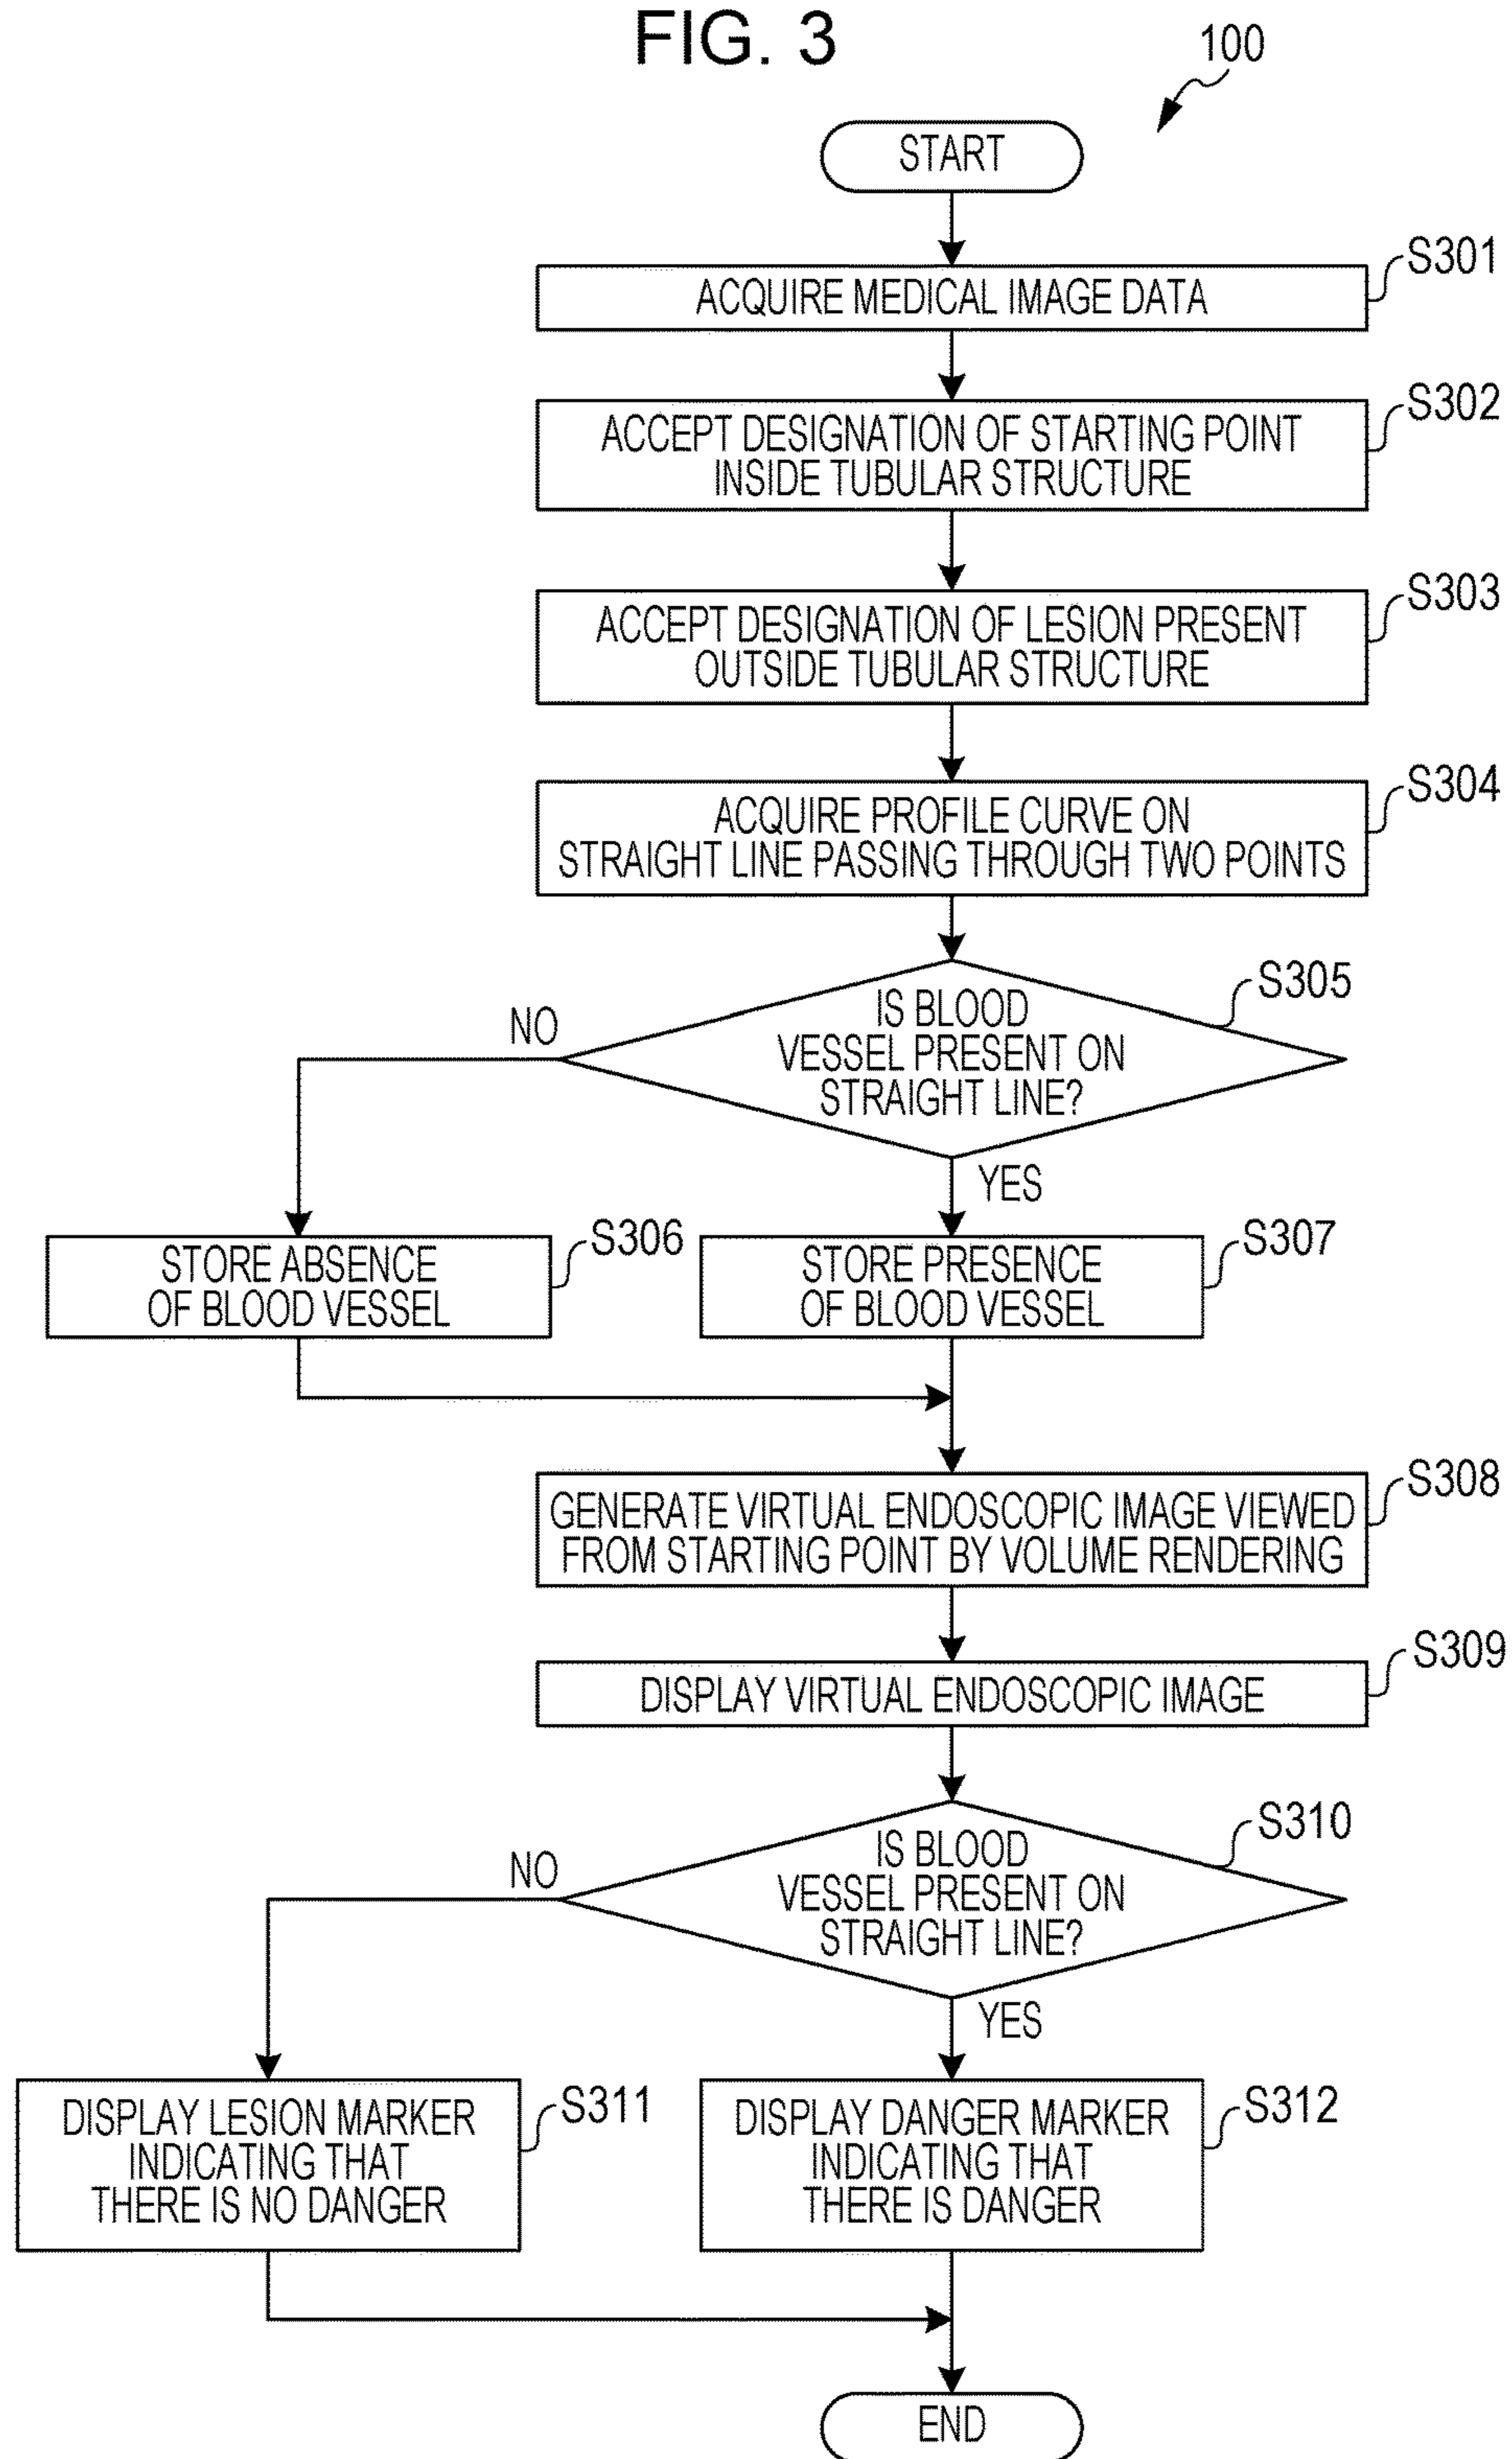 FIG. 3
100
START
S301
ACQUIRE MEDICAL IMAGE DATA
S302
ACCEPT DESIGNATION OF STARTING POINT
INSIDE TUBULAR STRUCTURE
S303
ACCEPT DESIGNATION OF LESION PRESENT
OUTSIDE TUBULAR STRUCTURE
S304
ACQUIRE PROFILE CURVE ON
STRAIGHT LINE PASSING THROUGH TWO POINTS
S305
IS BLOOD
VESSEL PRESENT ON
STRAIGHT LINE?
NO
YES
S306
STORE ABSENCE
OF BLOOD VESSEL
S307
STORE PRESENCE
OF BLOOD VESSEL
S308
GENERATE VIRTUAL ENDOSCOPIC IMAGE VIEWED
FROM STARTING POINT BY VOLUME RENDERING
S309
DISPLAY VIRTUAL ENDOSCOPIC IMAGE
S310
IS BLOOD
VESSEL PRESENT ON
STRAIGHT LINE?
NO
YES
S311
DISPLAY LESION MARKER
INDICATING THAT
THERE IS NO DANGER
S312
DISPLAY DANGER MARKER
INDICATING THAT
THERE IS DANGER
END